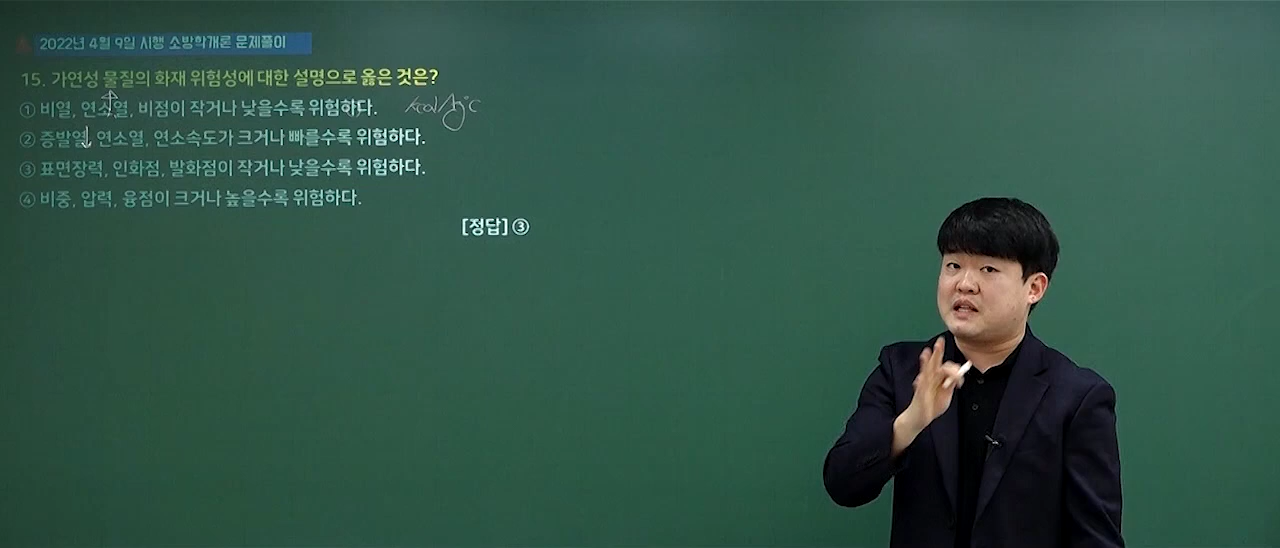 2022년 4월 9일 시행 소방학개론 문제풀이
15. 가연성 물질의 화재 위험성에 대한 설명으로 옳은 것은?
① 비열, 연소열, 비점이 작거나 낮을수록 위험하다. kcal/kg℃
② 증발열, 연소열, 연소속도가 크거나 빠를수록 위험하다.
③ 표면장력, 인화점, 발화점이 작거나 낮을수록 위험하다.
④ 비중, 압력, 융점이 크거나 높을수록 위험하다.
[정답] ③